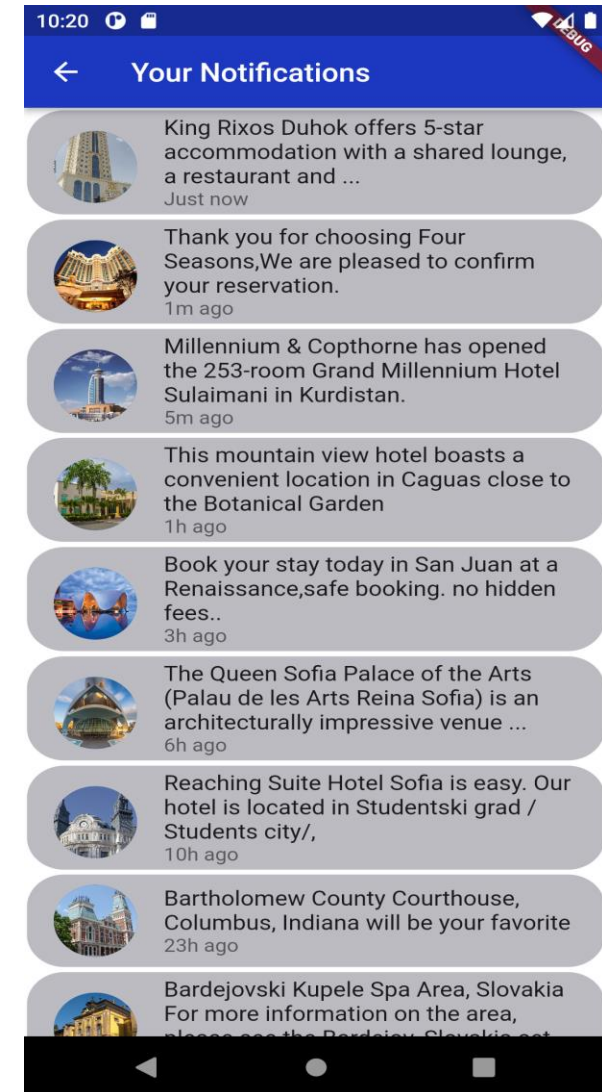 10:20
DEBUG
Your Notifications
King Rixos Duhok offers 5-star
accommodation with a shared lounge,
a restaurant and ...
Just now
Thank you for choosing Four
Seasons,We are pleased to confirm
your reservation.
1m ago
Millennium & Copthorne has opened
the 253-room Grand Millennium Hotel
Sulaimani in Kurdistan.
5m ago
This mountain view hotel boasts a
convenient location in Caguas close to
the Botanical Garden
1h ago
Book your stay today in San Juan at a
Renaissance,safe booking. no hidden
fees..
3h ago
The Queen Sofia Palace of the Arts
(Palau de les Arts Reina Sofia) is an
architecturally impressive venue ...
6h ago
Reaching Suite Hotel Sofia is easy. Our
hotel is located in Studentski grad /
Students city/,
10h ago
Bartholomew County Courthouse,
Columbus, Indiana will be your favorite
23h ago
Bardejovski Kupele Spa Area, Slovakia
For more information on the area,
please see the Bardejov, Slovakia